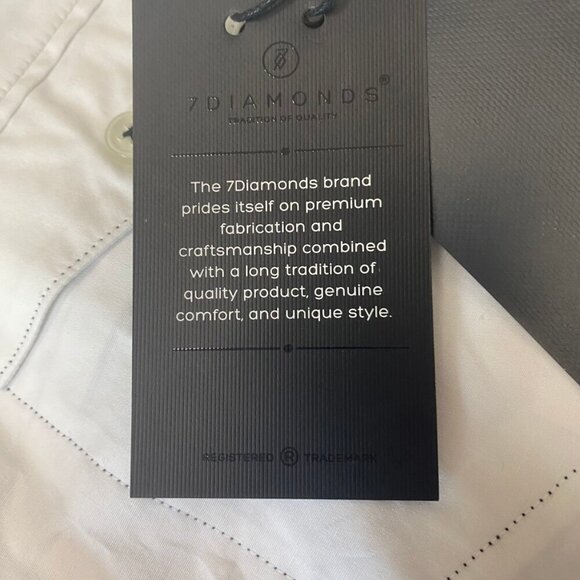 7DIAMONDS®
TRADITION OF QUALITY
The 7Diamonds brand
prides itself on premium
fabrication and
craftsmanship combined
with a long tradition of
quality product, genuine
comfort, and unique style.
REGISTERED ® TRADEMARK